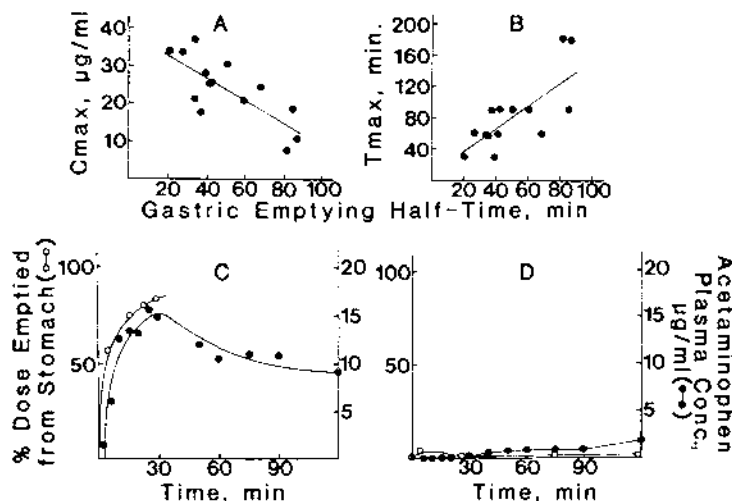 A
B
Cmax, µg/ml
40
30
20
10
20 40 60 80 100
Tmax, min.
200
160
120
80
40
20 40 60 80 100
Gastric Emptying Half-Time, min
C
D
% Dose Emptied
from Stomach(o–o)
100
50
20
15
10
5
30 60 90
Time, min
100
50
20
15
10
5
30 60 90
Time, min
Acetaminophen
Plasma Conc.,
µg/ml(●–●)